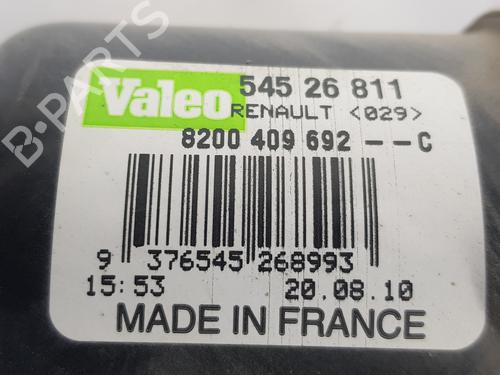 Valeo 545 26 811
RENAULT <029>
8200 409 692 -- C
9 376545 268993
15:53 20.08.10
MADE IN FRANCE
B-PARTS